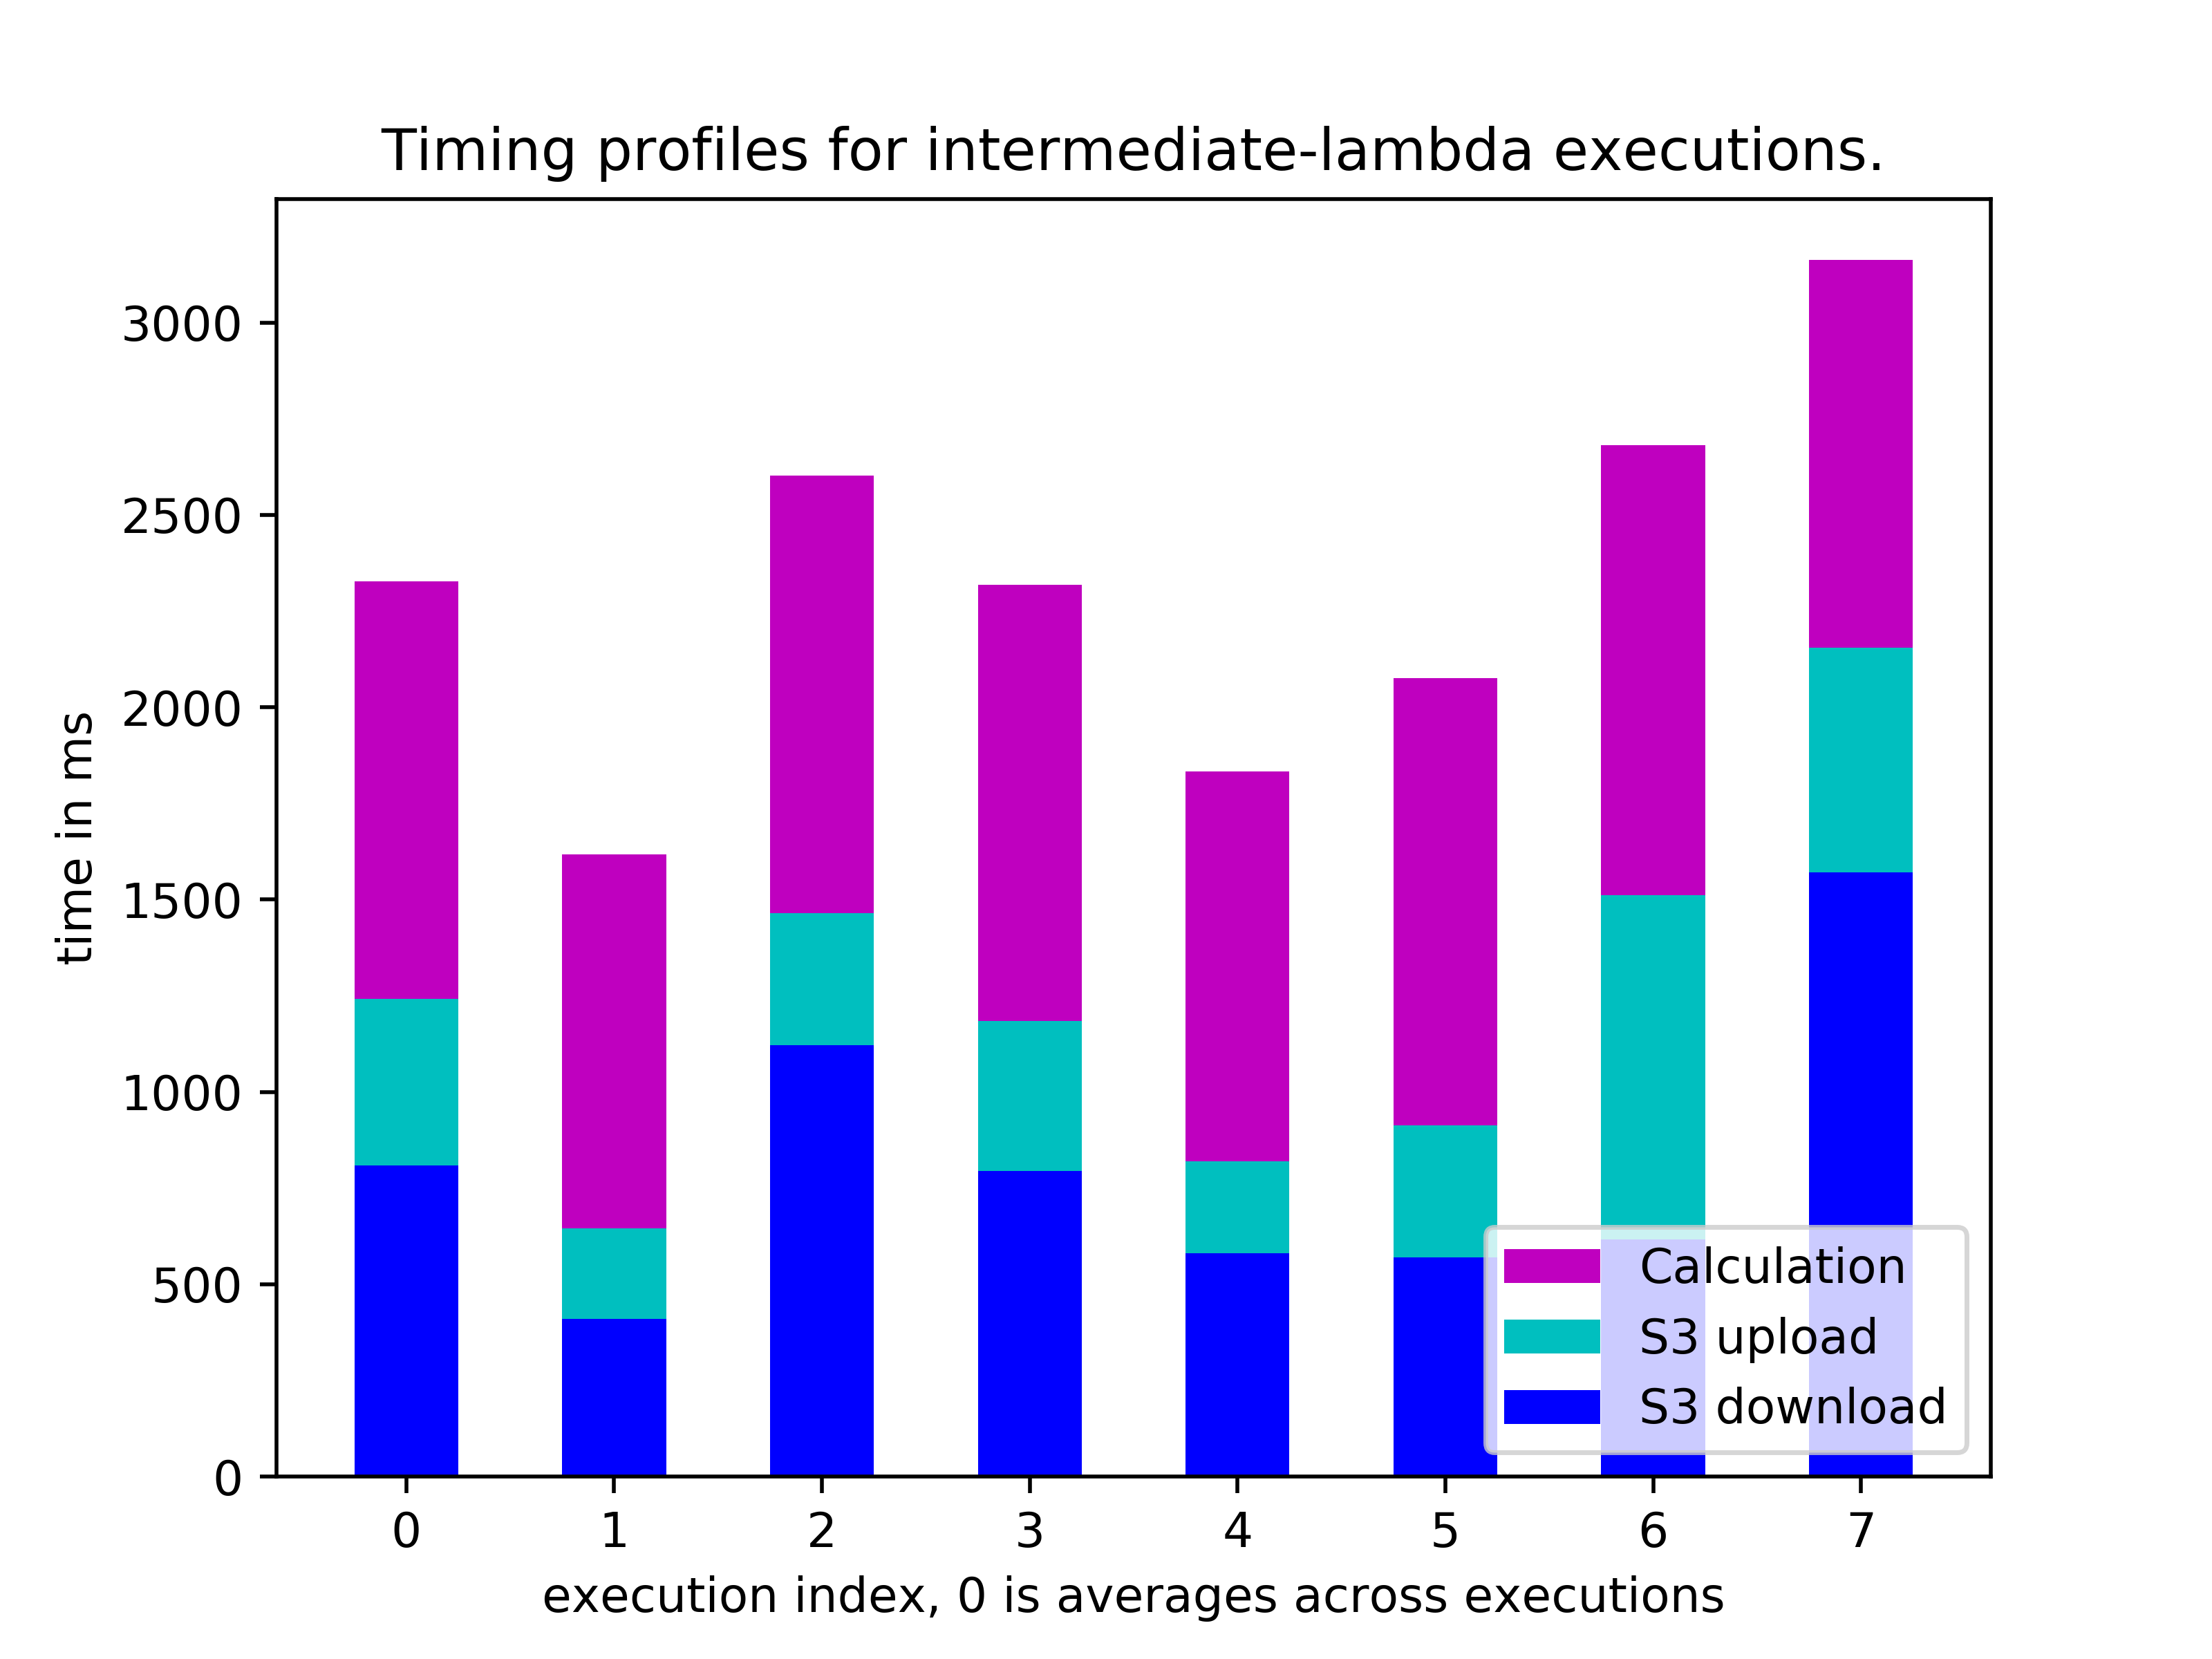 Timing profiles for intermediate-lambda executions.
3000
2500
2000
1500
1000
500
0
time in ms
Calculation
S3 upload
S3 download
0 1 2 3 4 5 6 7
execution index, 0 is averages across executions